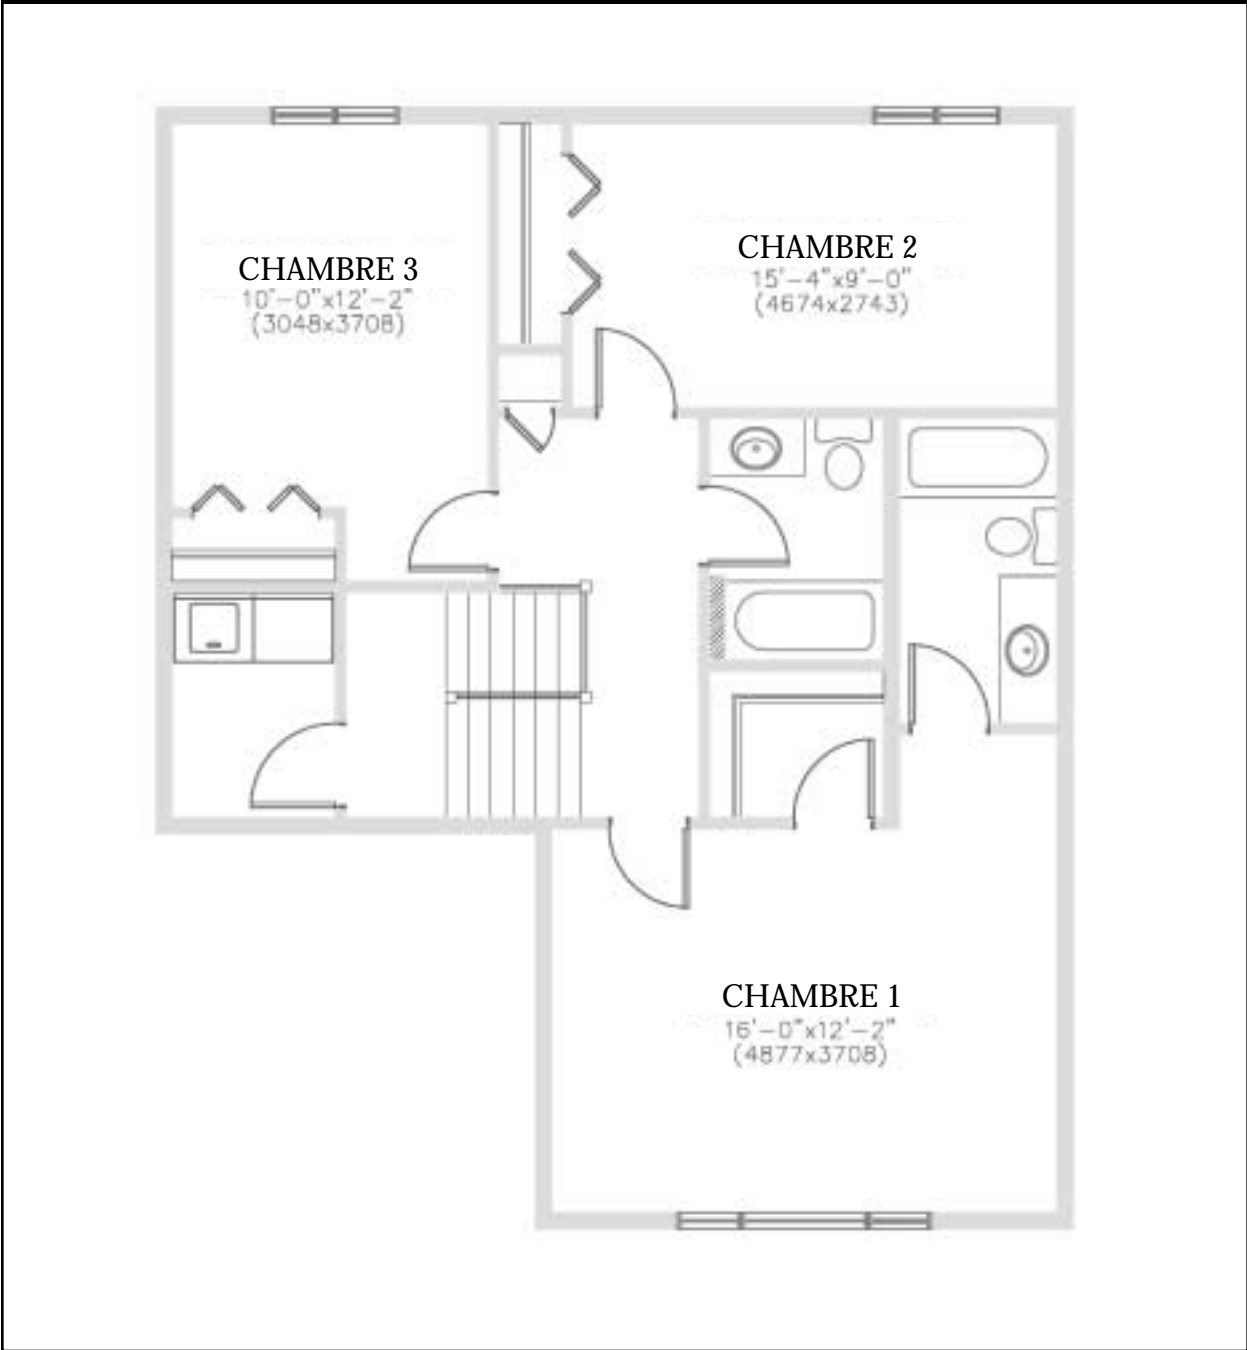 CHAMBRE 3
10'-0"x12'-2"
(3048x3708)
CHAMBRE 2
15'-4"x9'-0"
(4674x2743)
CHAMBRE 1
16'-0"x12'-2"
(4877x3708)